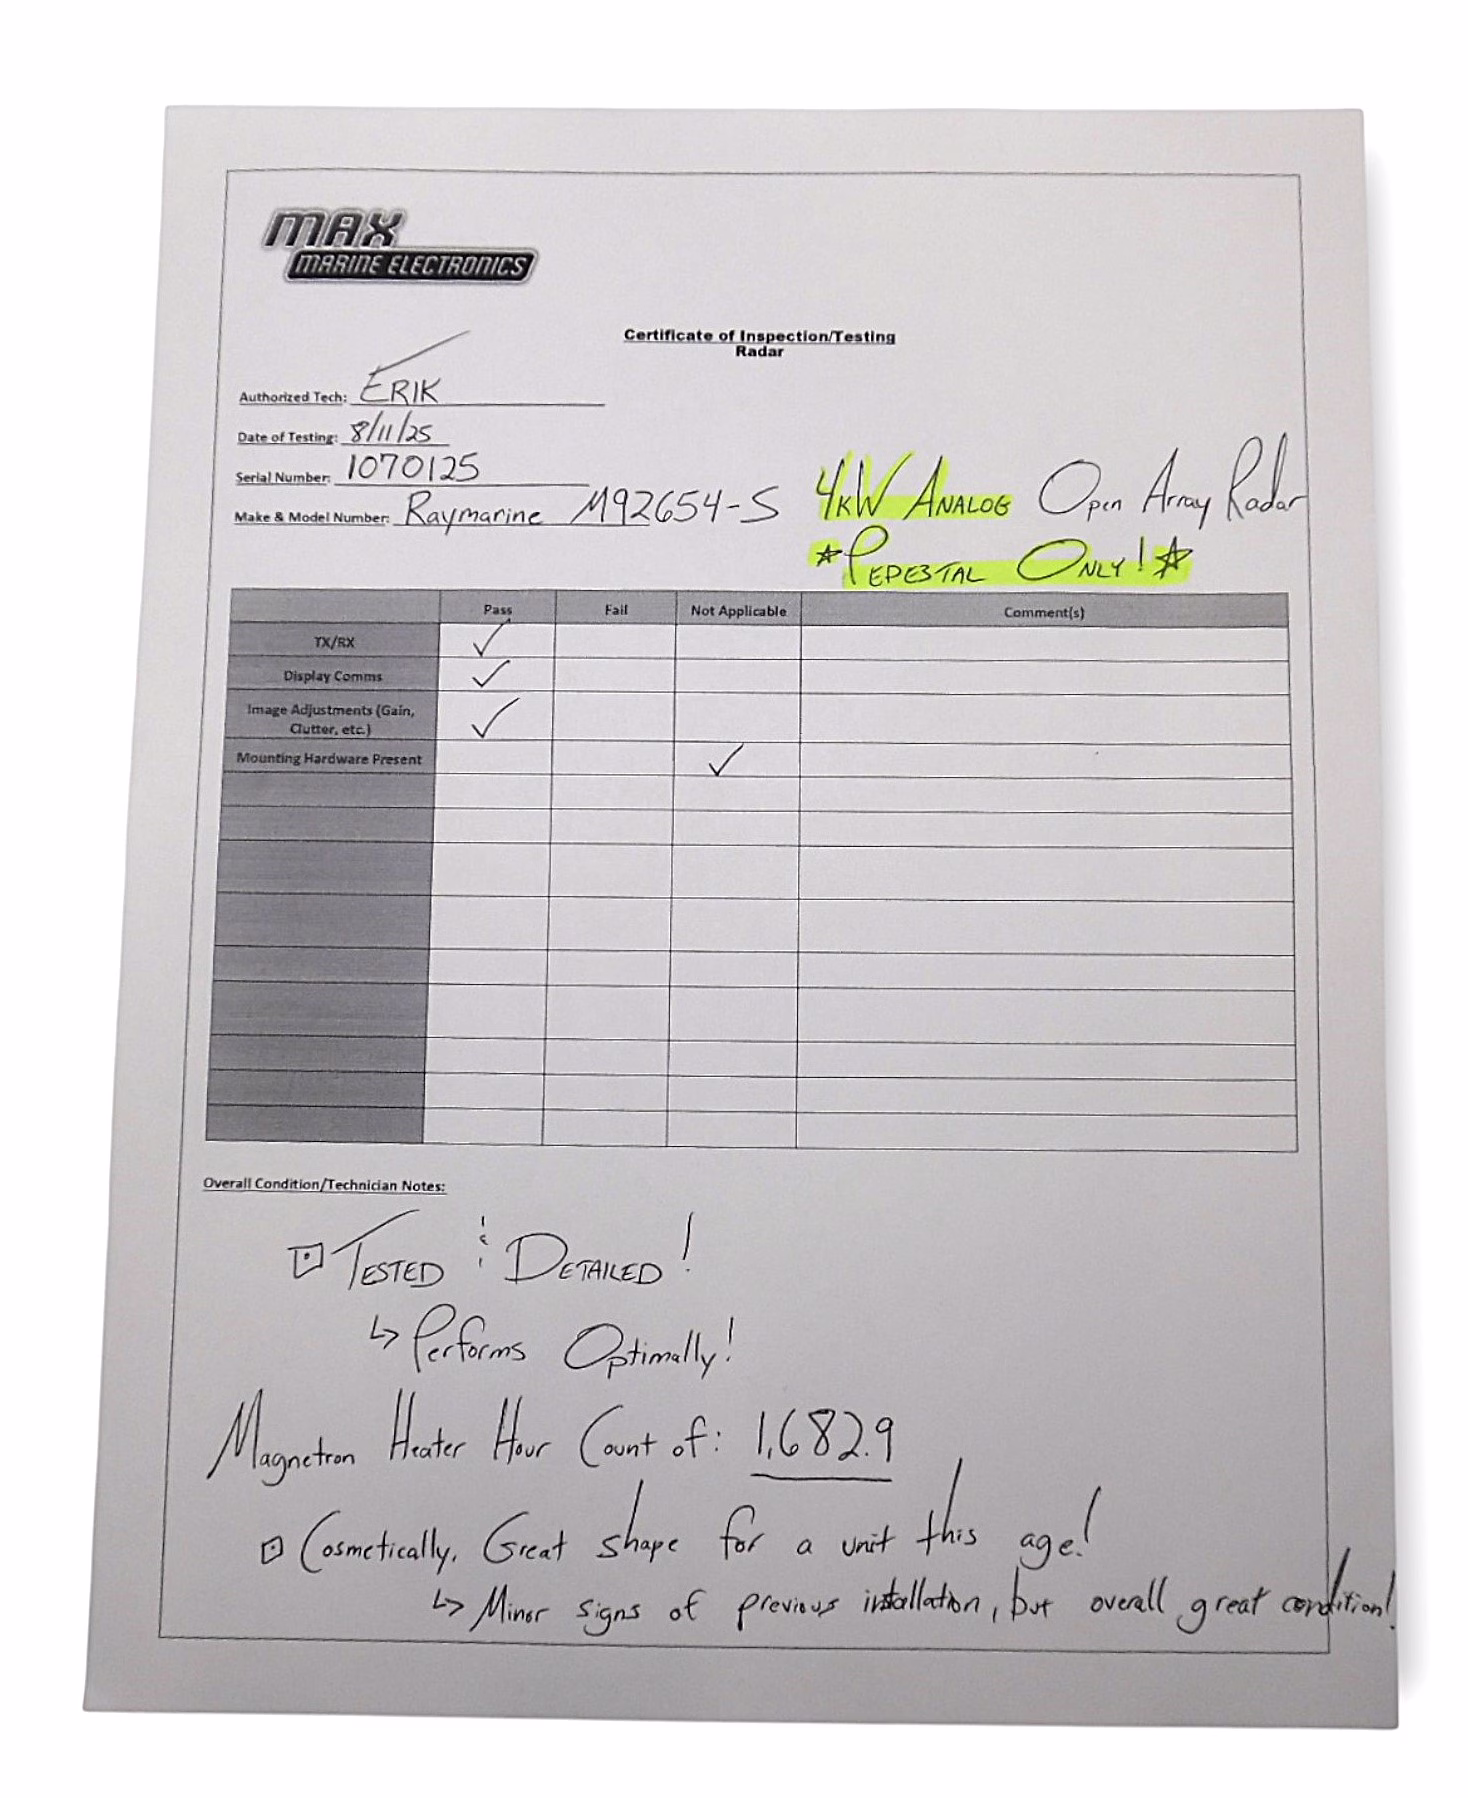 MAX
MARINE ELECTRONICS
Certificate of Inspection/Testing
Radar
Authorized Tech: ERIK
Date of Testing: 8/11/25
Serial Number: 1070125
Make & Model Number: Raymarine M92654-S 4kW ANALOG Open Array Radar
*PEDESTAL ONLY!*
Pass Fail Not Applicable Comment(s)
TX/RX ✓
Display Comms ✓
Image Adjustments (Gain,
Clutter, etc.) ✓
Mounting Hardware Present ✓
Overall Condition/Technician Notes:
TESTED & DETAILED!
↳ Performs Optimally!
Magnetron Heater Hour Count of: 1,682.9
Cosmetically, Great shape for a unit this age!
↳ Minor signs of previous installation, but overall great condition!